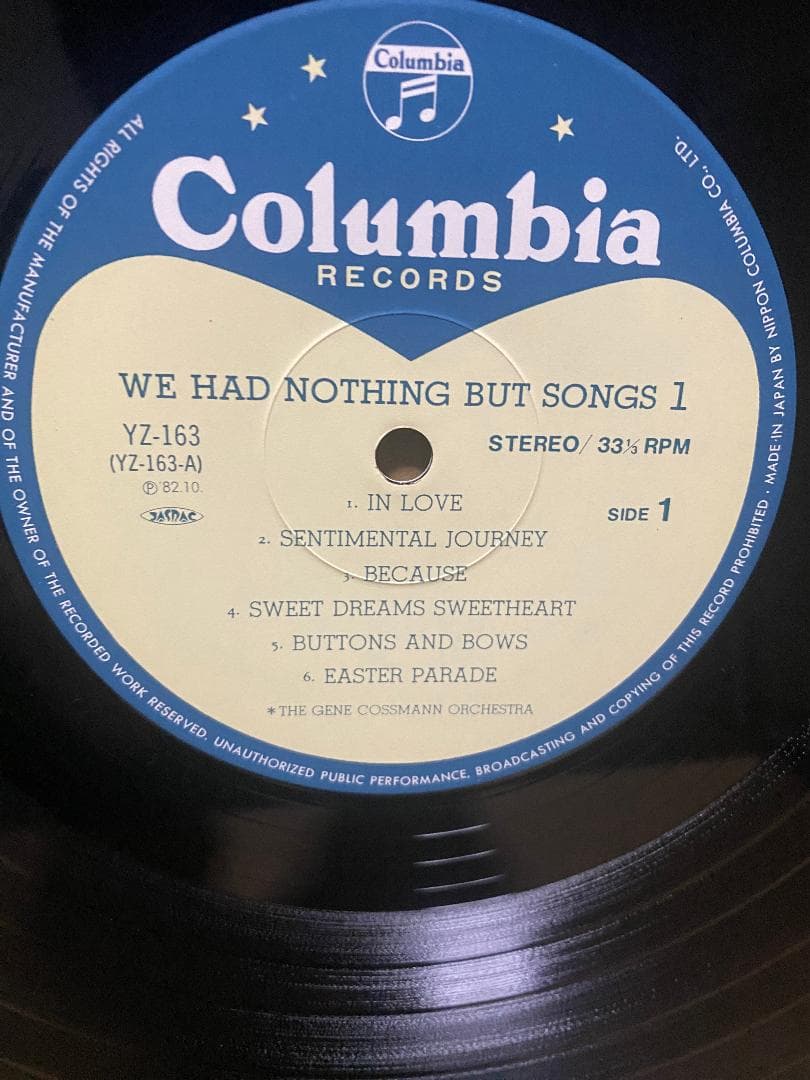 Columbia
Columbia
RECORDS
WE HAD NOTHING BUT SONGS 1
YZ-163
(YZ-163-A)
Ⓟ'82.10.
JASRAC
STEREO/ 33⅓ RPM
SIDE 1
1. IN LOVE
2. SENTIMENTAL JOURNEY
3. BECAUSE
4. SWEET DREAMS SWEETHEART
5. BUTTONS AND BOWS
6. EASTER PARADE
*THE GENE COSSMANN ORCHESTRA
ALL RIGHTS OF THE MANUFACTURER AND OF THE OWNER OF THE RECORDED WORK RESERVED. UNAUTHORIZED PUBLIC PERFORMANCE, BROADCASTING AND COPYING OF THIS RECORD PROHIBITED · MADE IN JAPAN BY NIPPON COLUMBIA CO., LTD.